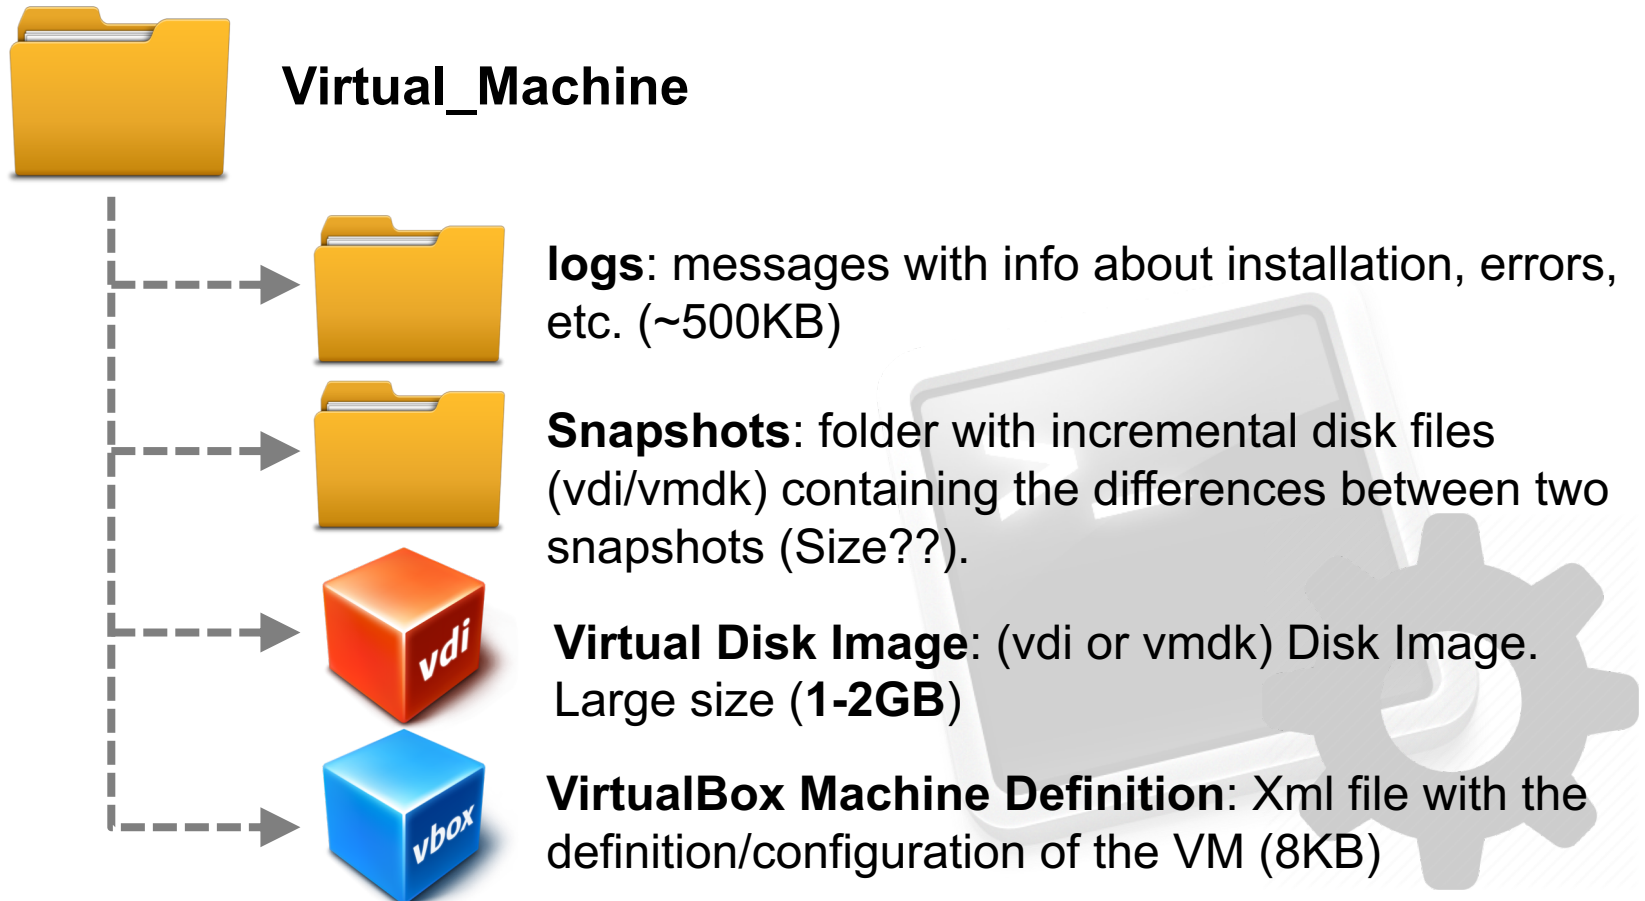 Virtual_Machine
logs: messages with info about installation, errors,
etc. (~500KB)
Snapshots: folder with incremental disk files
(vdi/vmdk) containing the differences between two
snapshots (Size??).
vdi
Virtual Disk Image: (vdi or vmdk) Disk Image.
Large size (1-2GB)
vbox
VirtualBox Machine Definition: Xml file with the
definition/configuration of the VM (8KB)